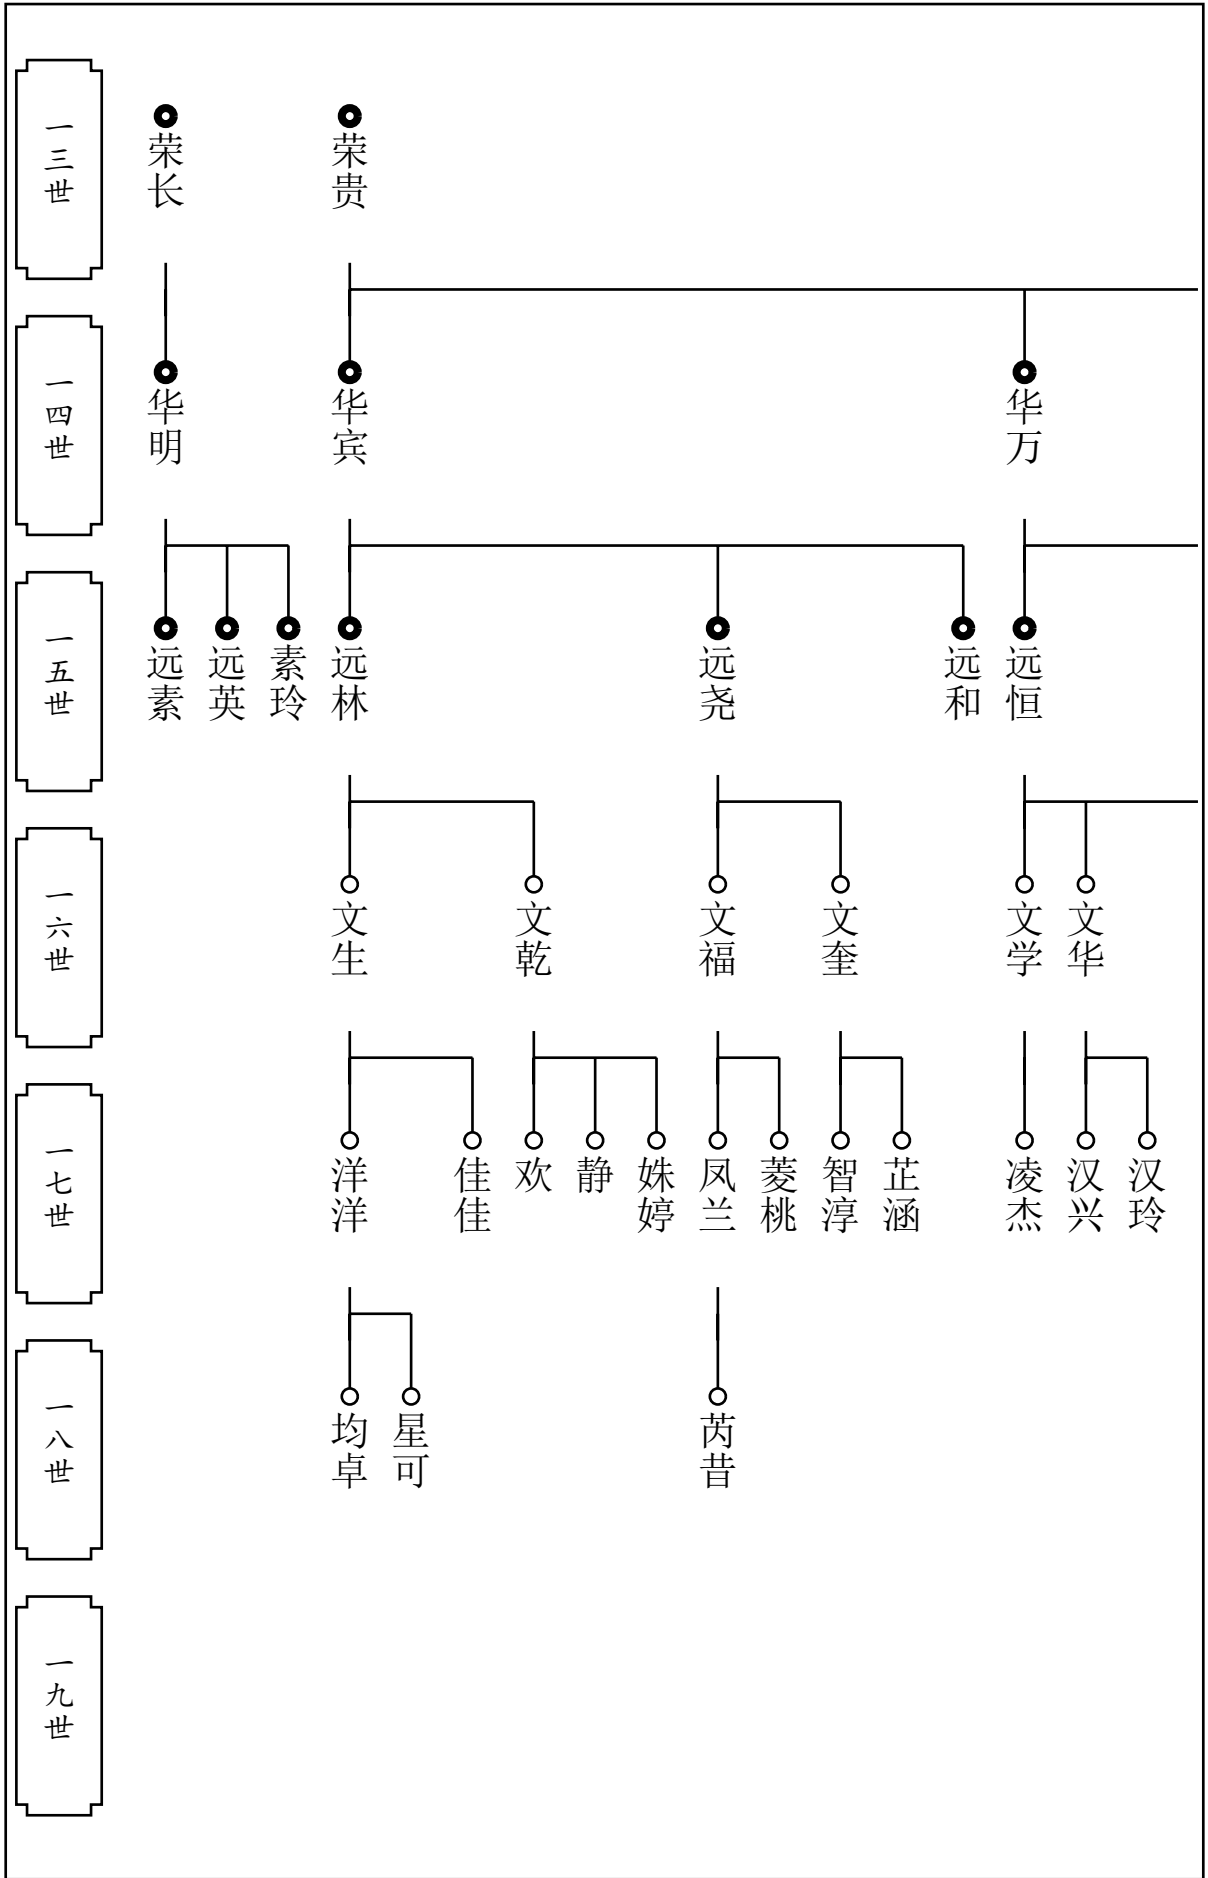 一三世
荣长
荣贵
一四世
华明
华宾
华万
一五世
远素
远英
素玲
远林
远尧
远和
远恒
一六世
文生
文乾
文福
文奎
文学
文华
一七世
洋洋
佳佳
欢
静
姝婷
凤兰
菱桃
智淳
芷涵
凌杰
汉兴
汉玲
一八世
均卓
星可
芮昔
一九世